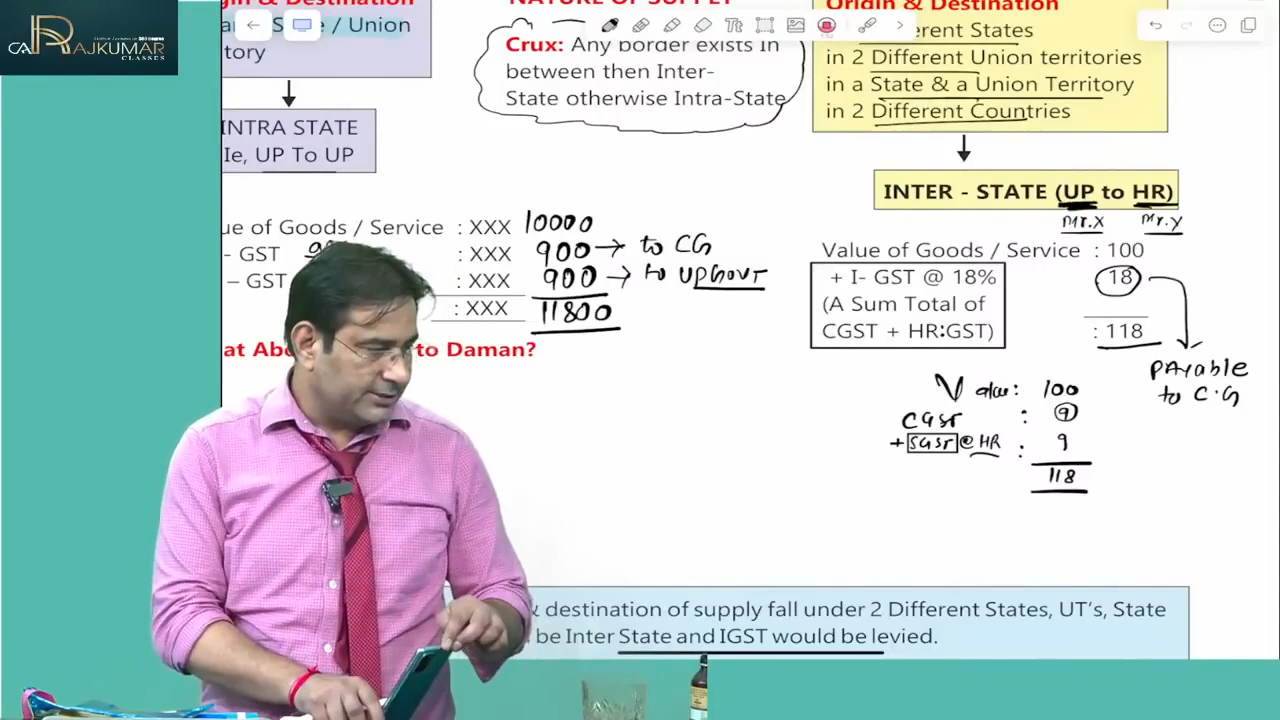 CA RAJKUMAR
CLASSES
Origin & Destination
State / Union
tory
INTRA STATE
Ie, UP To UP
NATURE OF SUPPLY
Crux: Any border exists In
between then Inter-
State otherwise Intra-State
Origin & Destination
erent States
in 2 Different Union territories
in a State & a Union Territory
in 2 Different Countries
INTER - STATE (UP to HR)
Mr.X Mr.Y
ue of Goods / Service : XXX 10000
– GST : XXX 900 → to CG
– GST : XXX 900 → to UP GOVT
: XXX 11800
at Abo to Daman?
Value of Goods / Service : 100
+ I- GST @ 18% 18
(A Sum Total of
CGST + HR:GST) : 118
Payable
to C.G
Value: 100
CGST : 9
+ SGST @ HR : 9
118
& destination of supply fall under 2 Different States, UT's, State
be Inter State and IGST would be levied.